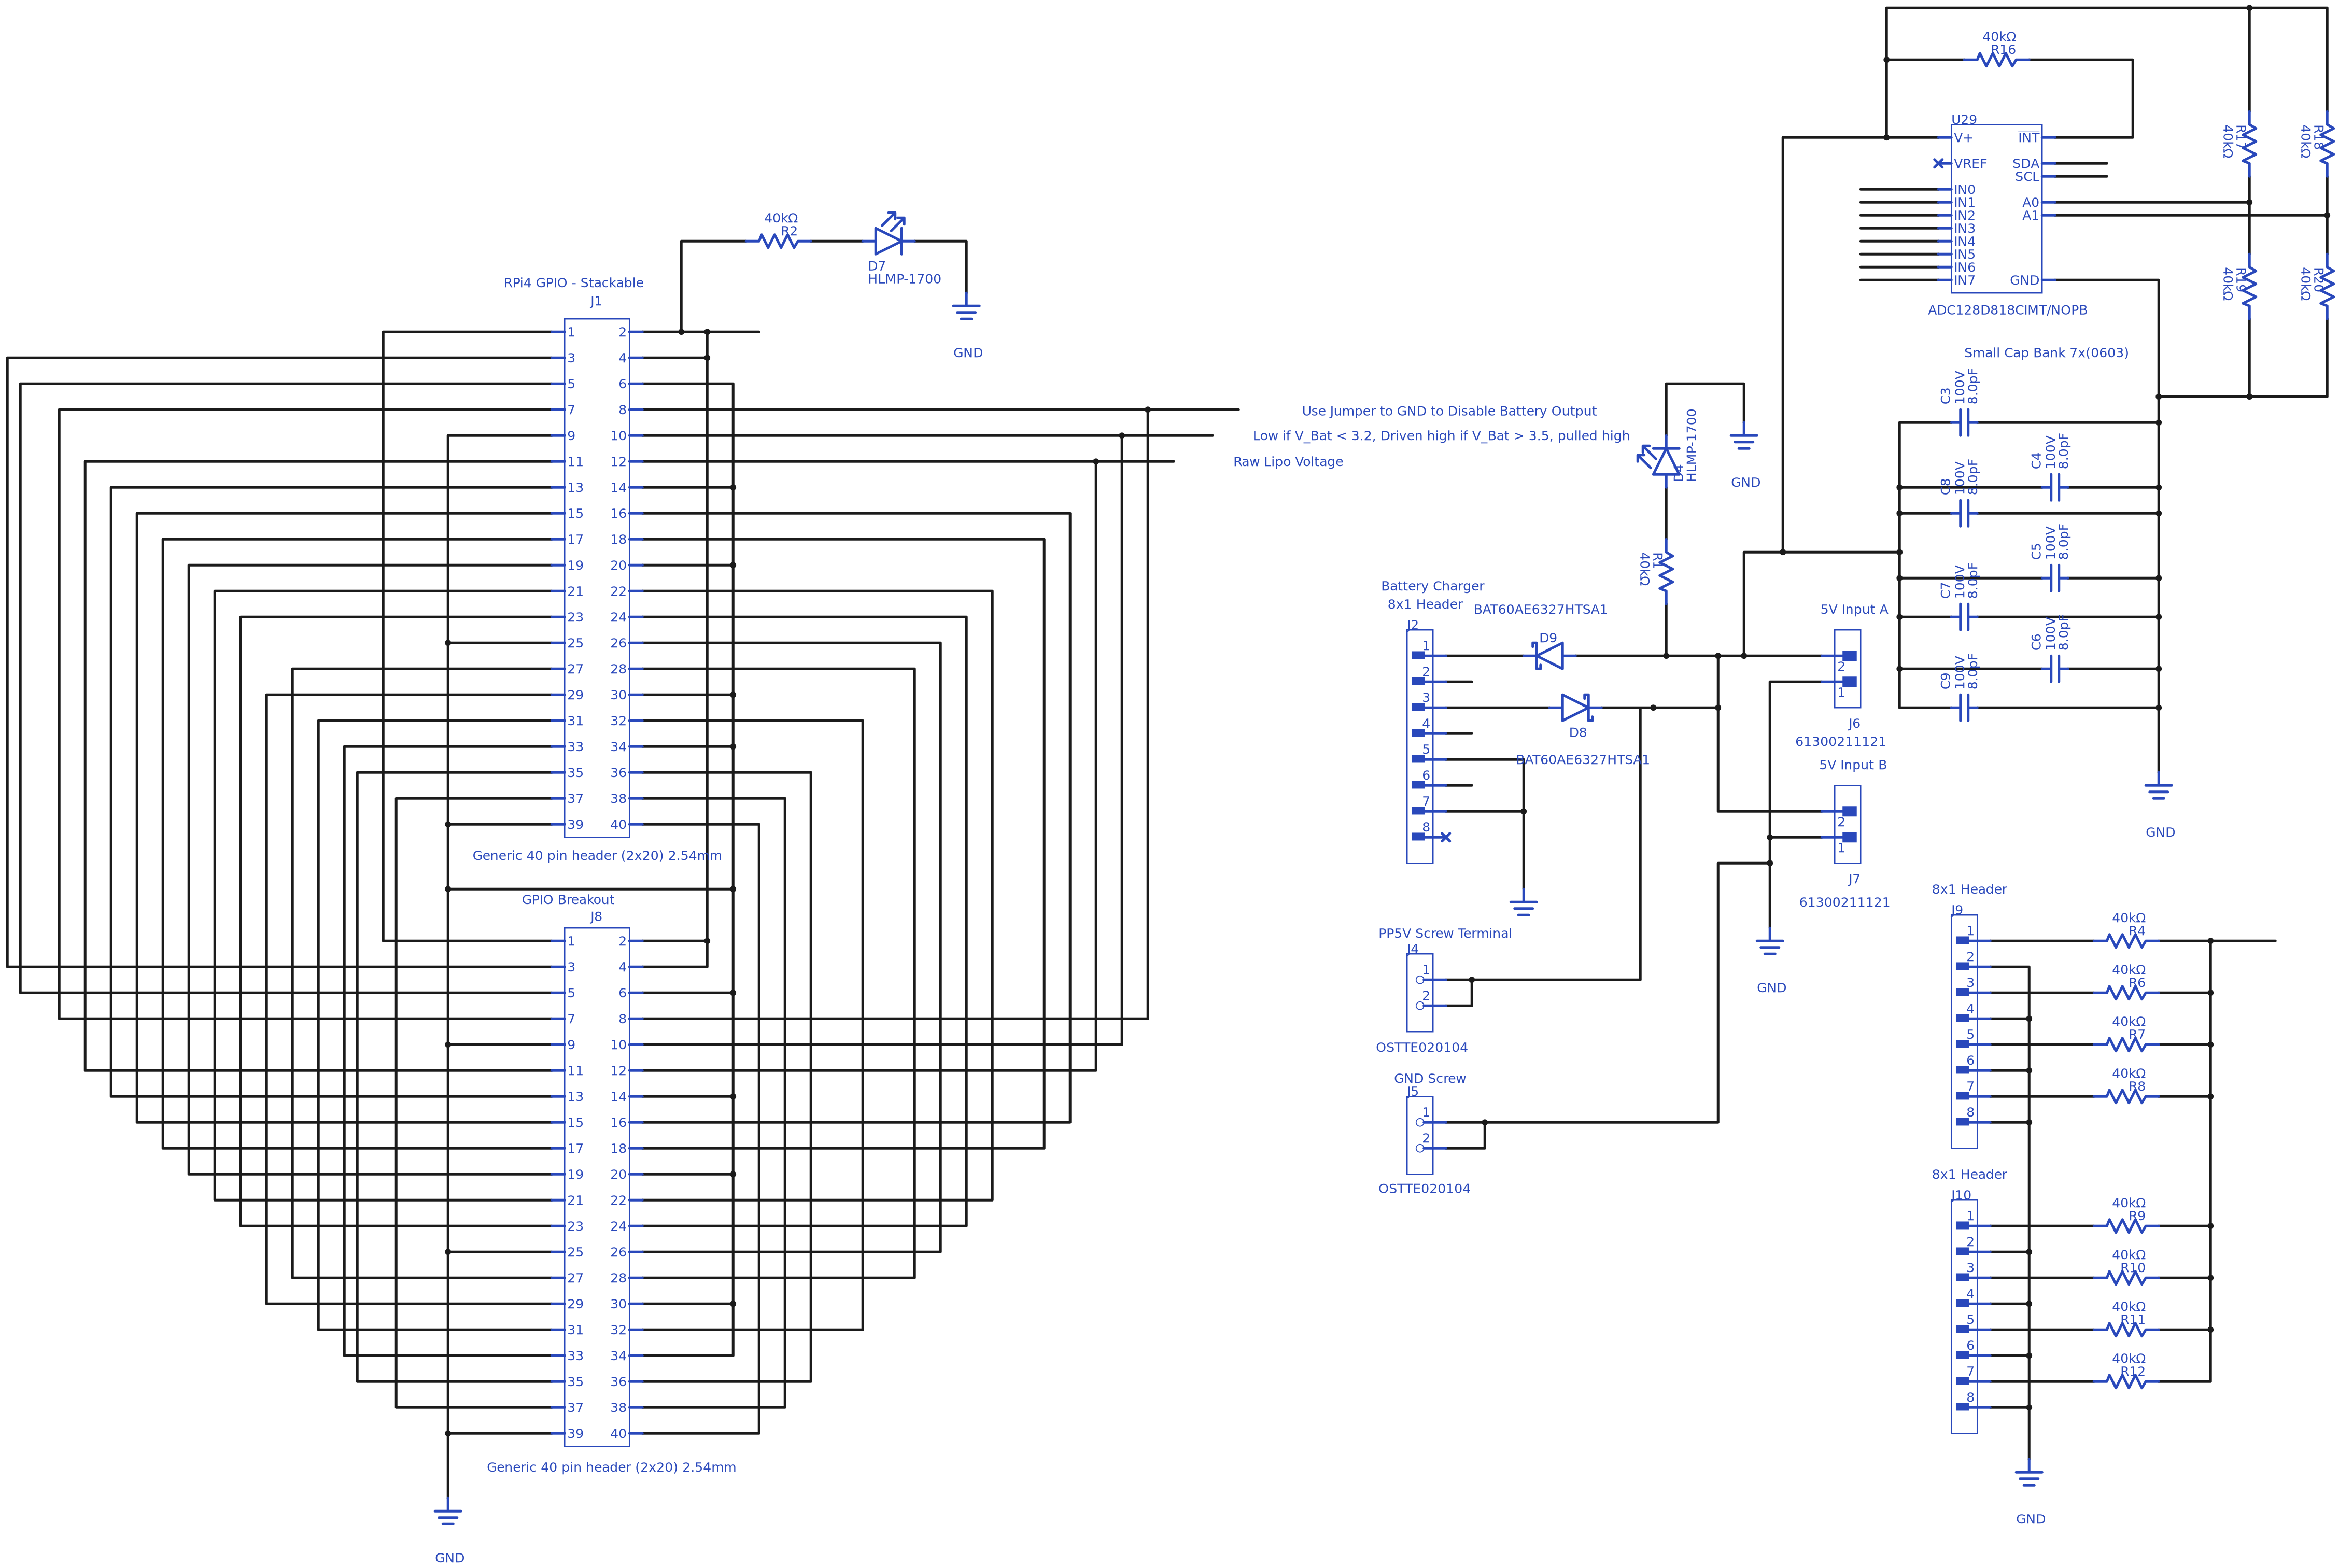 40kΩ
R2
D7
HLMP-1700
GND
RPi4 GPIO - Stackable
J1
1 2
3 4
5 6
7 8
9 10
11 12
13 14
15 16
17 18
19 20
21 22
23 24
25 26
27 28
29 30
31 32
33 34
35 36
37 38
39 40
Generic 40 pin header (2x20) 2.54mm
GPIO Breakout
J8
1 2
3 4
5 6
7 8
9 10
11 12
13 14
15 16
17 18
19 20
21 22
23 24
25 26
27 28
29 30
31 32
33 34
35 36
37 38
39 40
Generic 40 pin header (2x20) 2.54mm
GND
Use Jumper to GND to Disable Battery Output
Low if V_Bat < 3.2, Driven high if V_Bat > 3.5, pulled high
Raw Lipo Voltage
D4
HLMP-1700
GND
R1
40kΩ
Battery Charger
8x1 Header
J2
1
2
3
4
5
6
7
8
BAT60AE6327HTSA1
D9
D8
BAT60AE6327HTSA1
5V Input A
2
1
J6
61300211121
5V Input B
2
1
J7
61300211121
GND
PP5V Screw Terminal
J4
1
2
OSTTE020104
GND Screw
J5
1
2
OSTTE020104
40kΩ
R16
U29
V+ INT
VREF SDA
SCL
IN0
IN1 A0
IN2 A1
IN3
IN4
IN5
IN6
IN7 GND
ADC128D818CIMT/NOPB
R17
40kΩ
R18
40kΩ
R19
40kΩ
R20
40kΩ
Small Cap Bank 7x(0603)
C3
100V
8.0pF
C4
100V
8.0pF
C8
100V
8.0pF
C5
100V
8.0pF
C7
100V
8.0pF
C6
100V
8.0pF
C9
100V
8.0pF
GND
8x1 Header
J9
1
2
3
4
5
6
7
8
40kΩ
R4
40kΩ
R6
40kΩ
R7
40kΩ
R8
8x1 Header
J10
1
2
3
4
5
6
7
8
40kΩ
R9
40kΩ
R10
40kΩ
R11
40kΩ
R12
GND